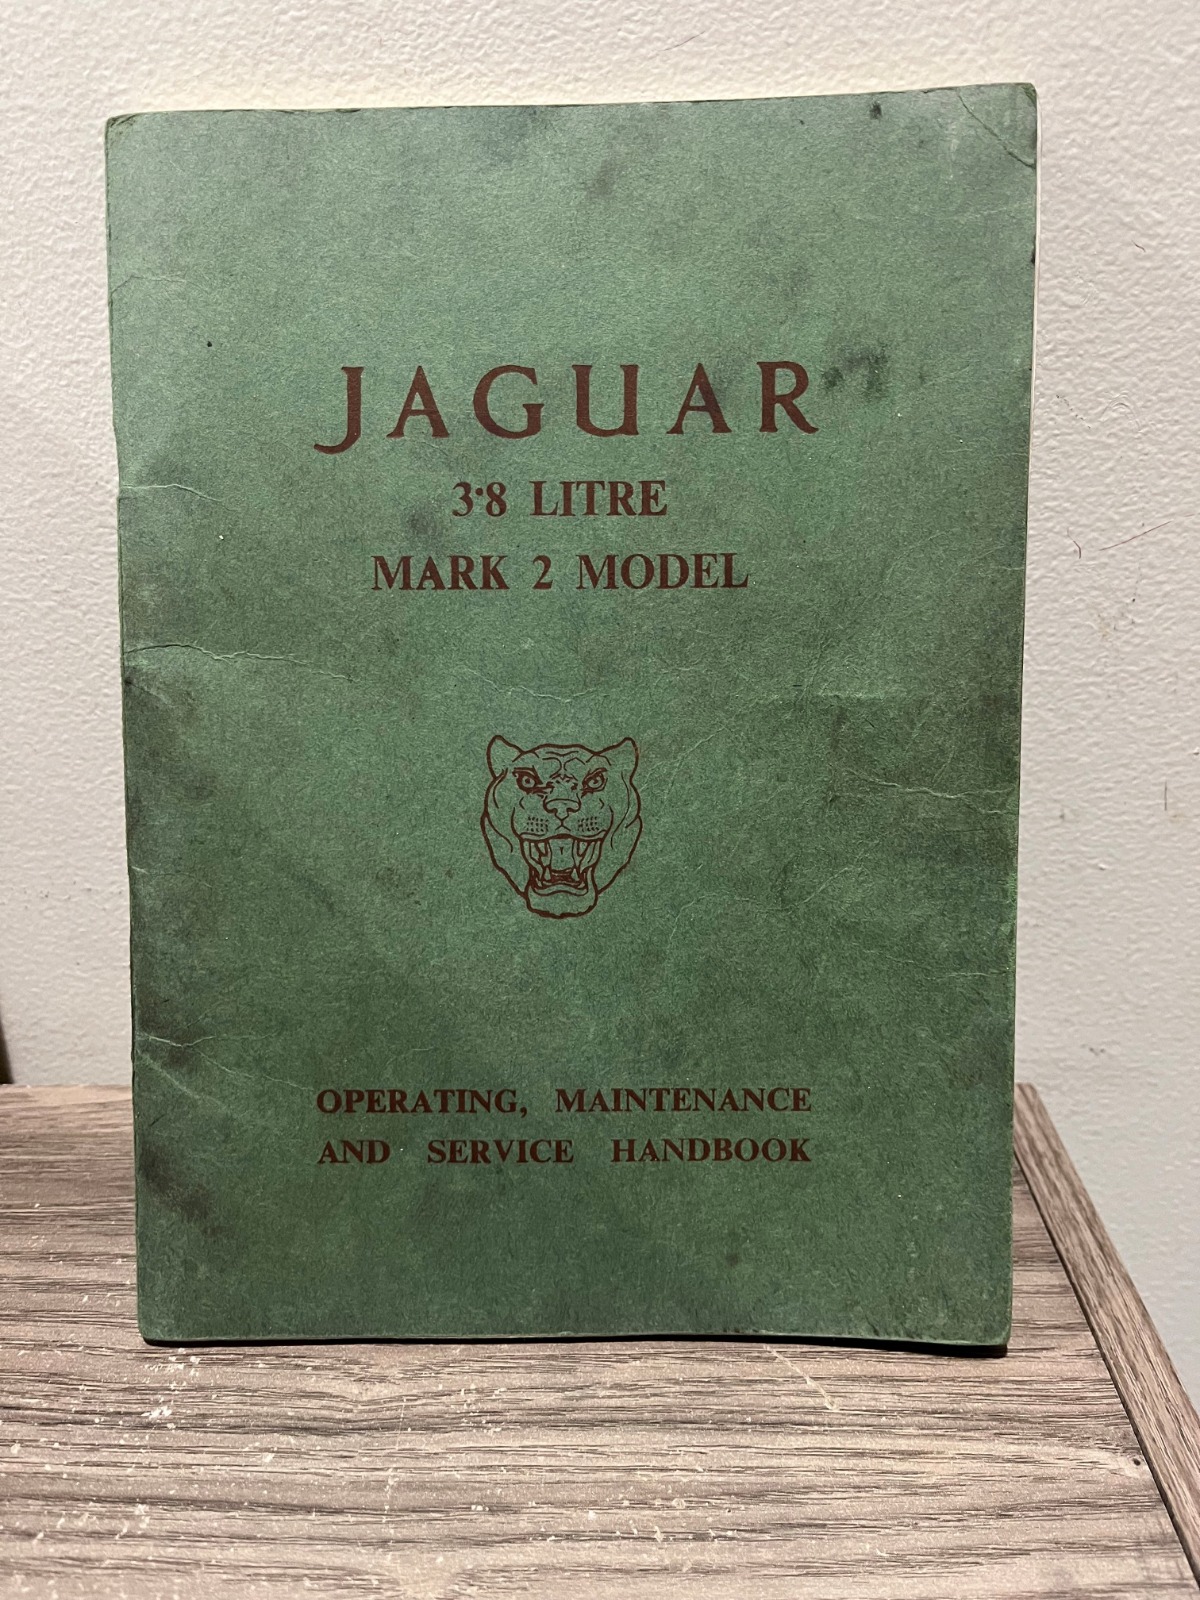 JAGUAR
3·8 LITRE
MARK 2 MODEL
OPERATING, MAINTENANCE
AND SERVICE HANDBOOK